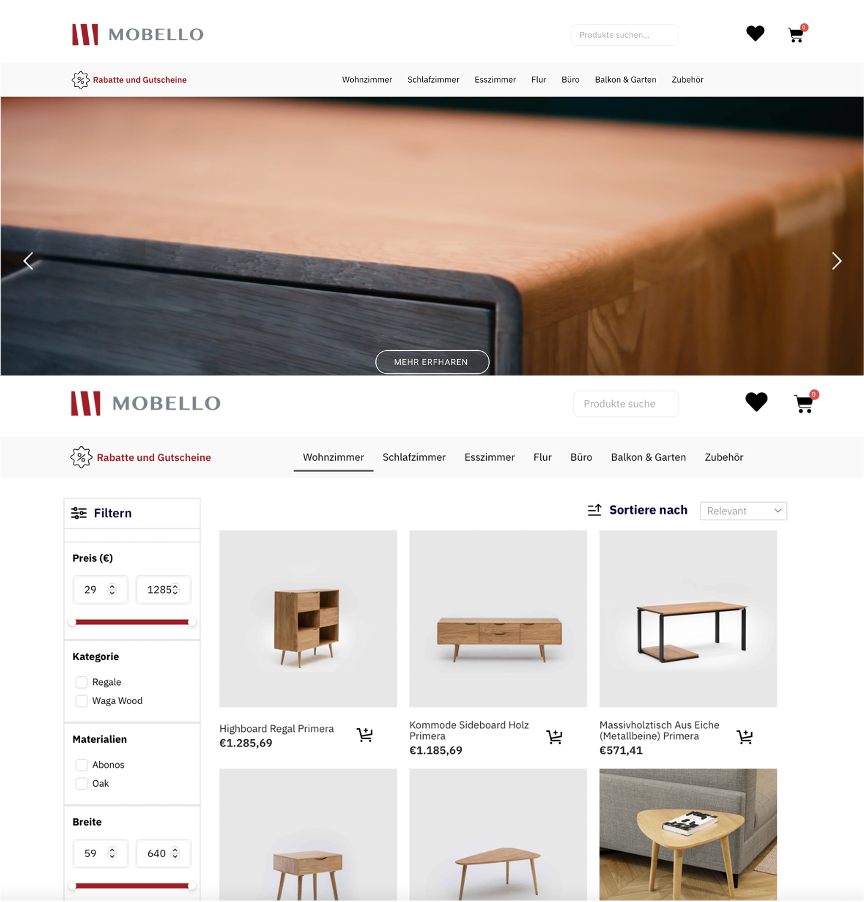 MOBELLO
Produkte suchen...
0
Rabatte und Gutscheine
Wohnzimmer Schlafzimmer Esszimmer Flur Büro Balkon & Garten Zubehör
MEHR ERFHAREN
MOBELLO
Produkte suche
0
Rabatte und Gutscheine
Wohnzimmer Schlafzimmer Esszimmer Flur Büro Balkon & Garten Zubehör
Filtern
Sortiere nach
Relevant
Preis (€)
29 1285
Kategorie
Regale
Waga Wood
Materialien
Abonos
Oak
Breite
59 640
Highboard Regal Primera
€1.285,69
Kommode Sideboard Holz
Primera
€1.185,69
Massivholztisch Aus Eiche
(Metallbeine) Primera
€571,41